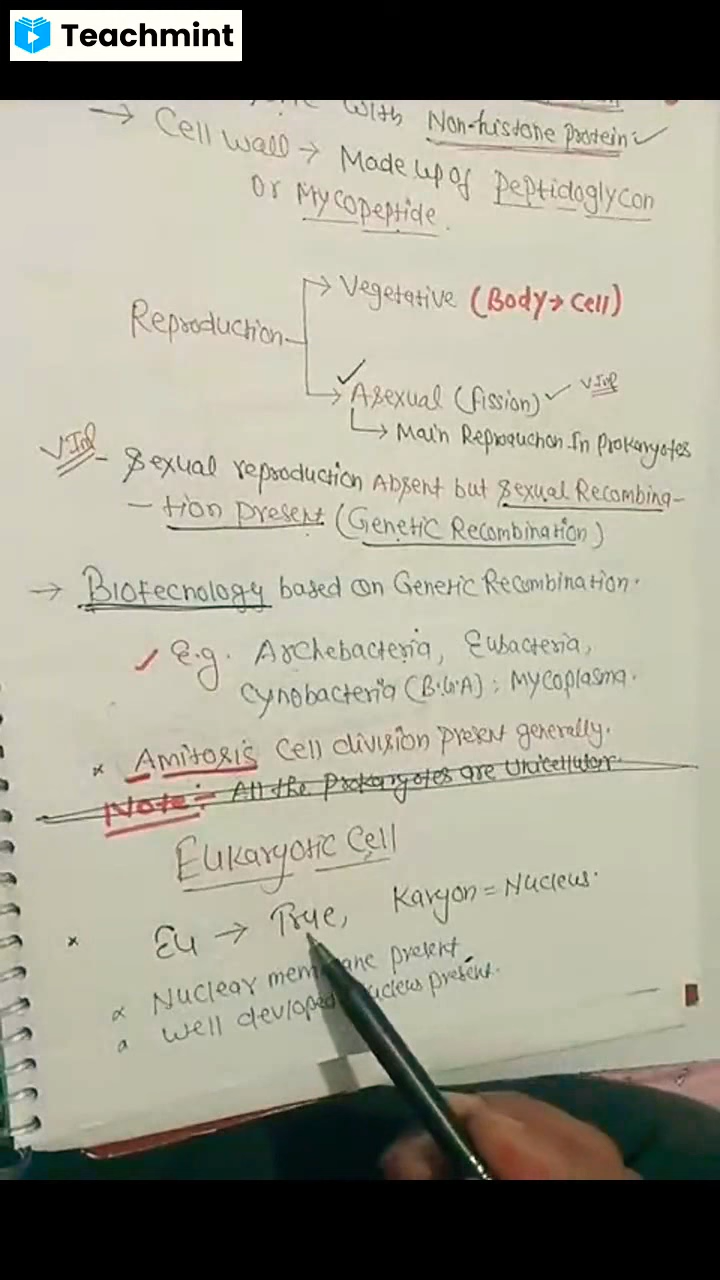 Teachmint
with Non-histone protein ✓
→ Cell wall → Made up of Peptidoglycon
Or Mycopeptide.
→ Vegetative (Body → Cell)
Reproduction
→ Asexual (fission) ✓ V.Imp
→ Main Reproduction In Prokaryotes
V Imp - Sexual reproduction Absent but Sexual Recombina-
- tion present (Genetic Recombination)
→ Biotecnology based on Genetic Recombination.
✓ E.g. Archebacteria, Eubacteria,
Cynobacteria (B.G.A) ; Mycoplasma.
× Amitosis Cell division present generally.
Note:- All the Prokaryotes are Unicellular.
Eukaryotic Cell
× Eu → True, Karyon = Nucleus.
Nuclear membrane present
Well devloped nucleus present.